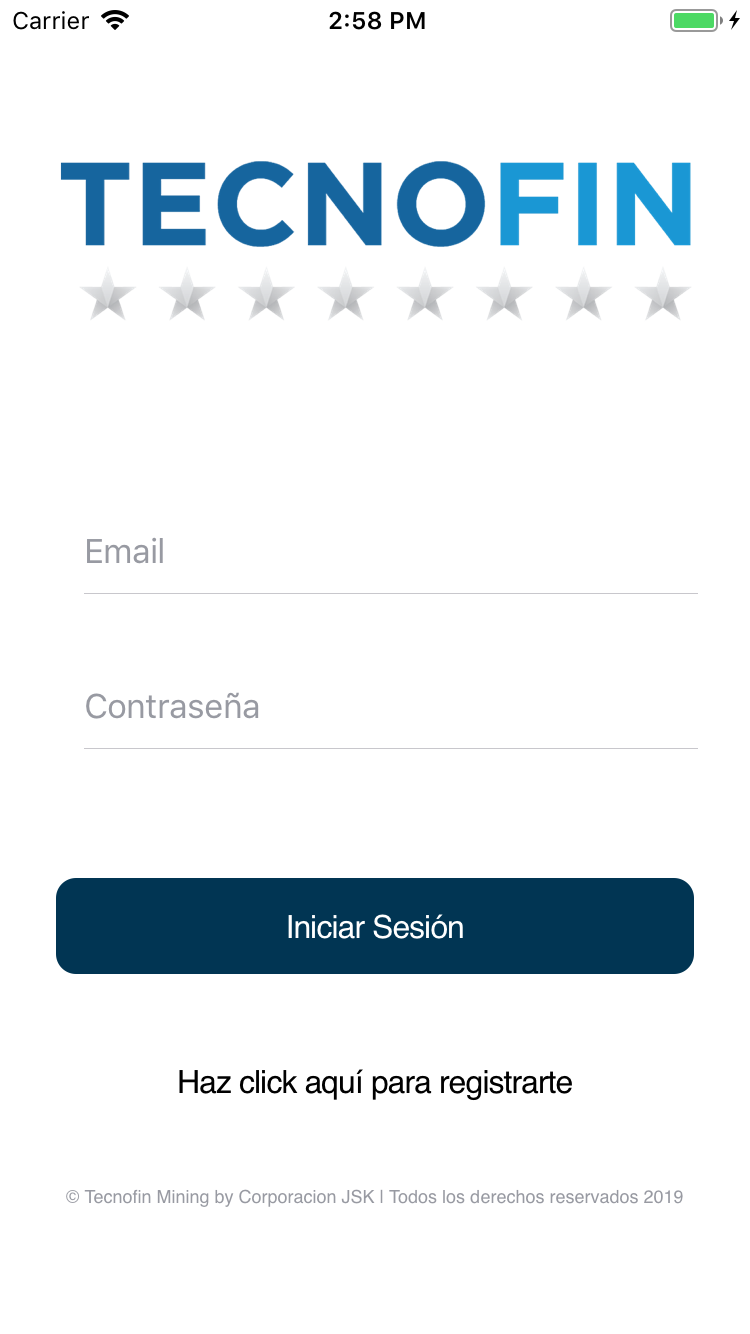 Carrier 2:58 PM
TECNOFIN
Email
Contraseña
Iniciar Sesión
Haz click aquí para registrarte
© Tecnofin Mining by Corporacion JSK | Todos los derechos reservados 2019